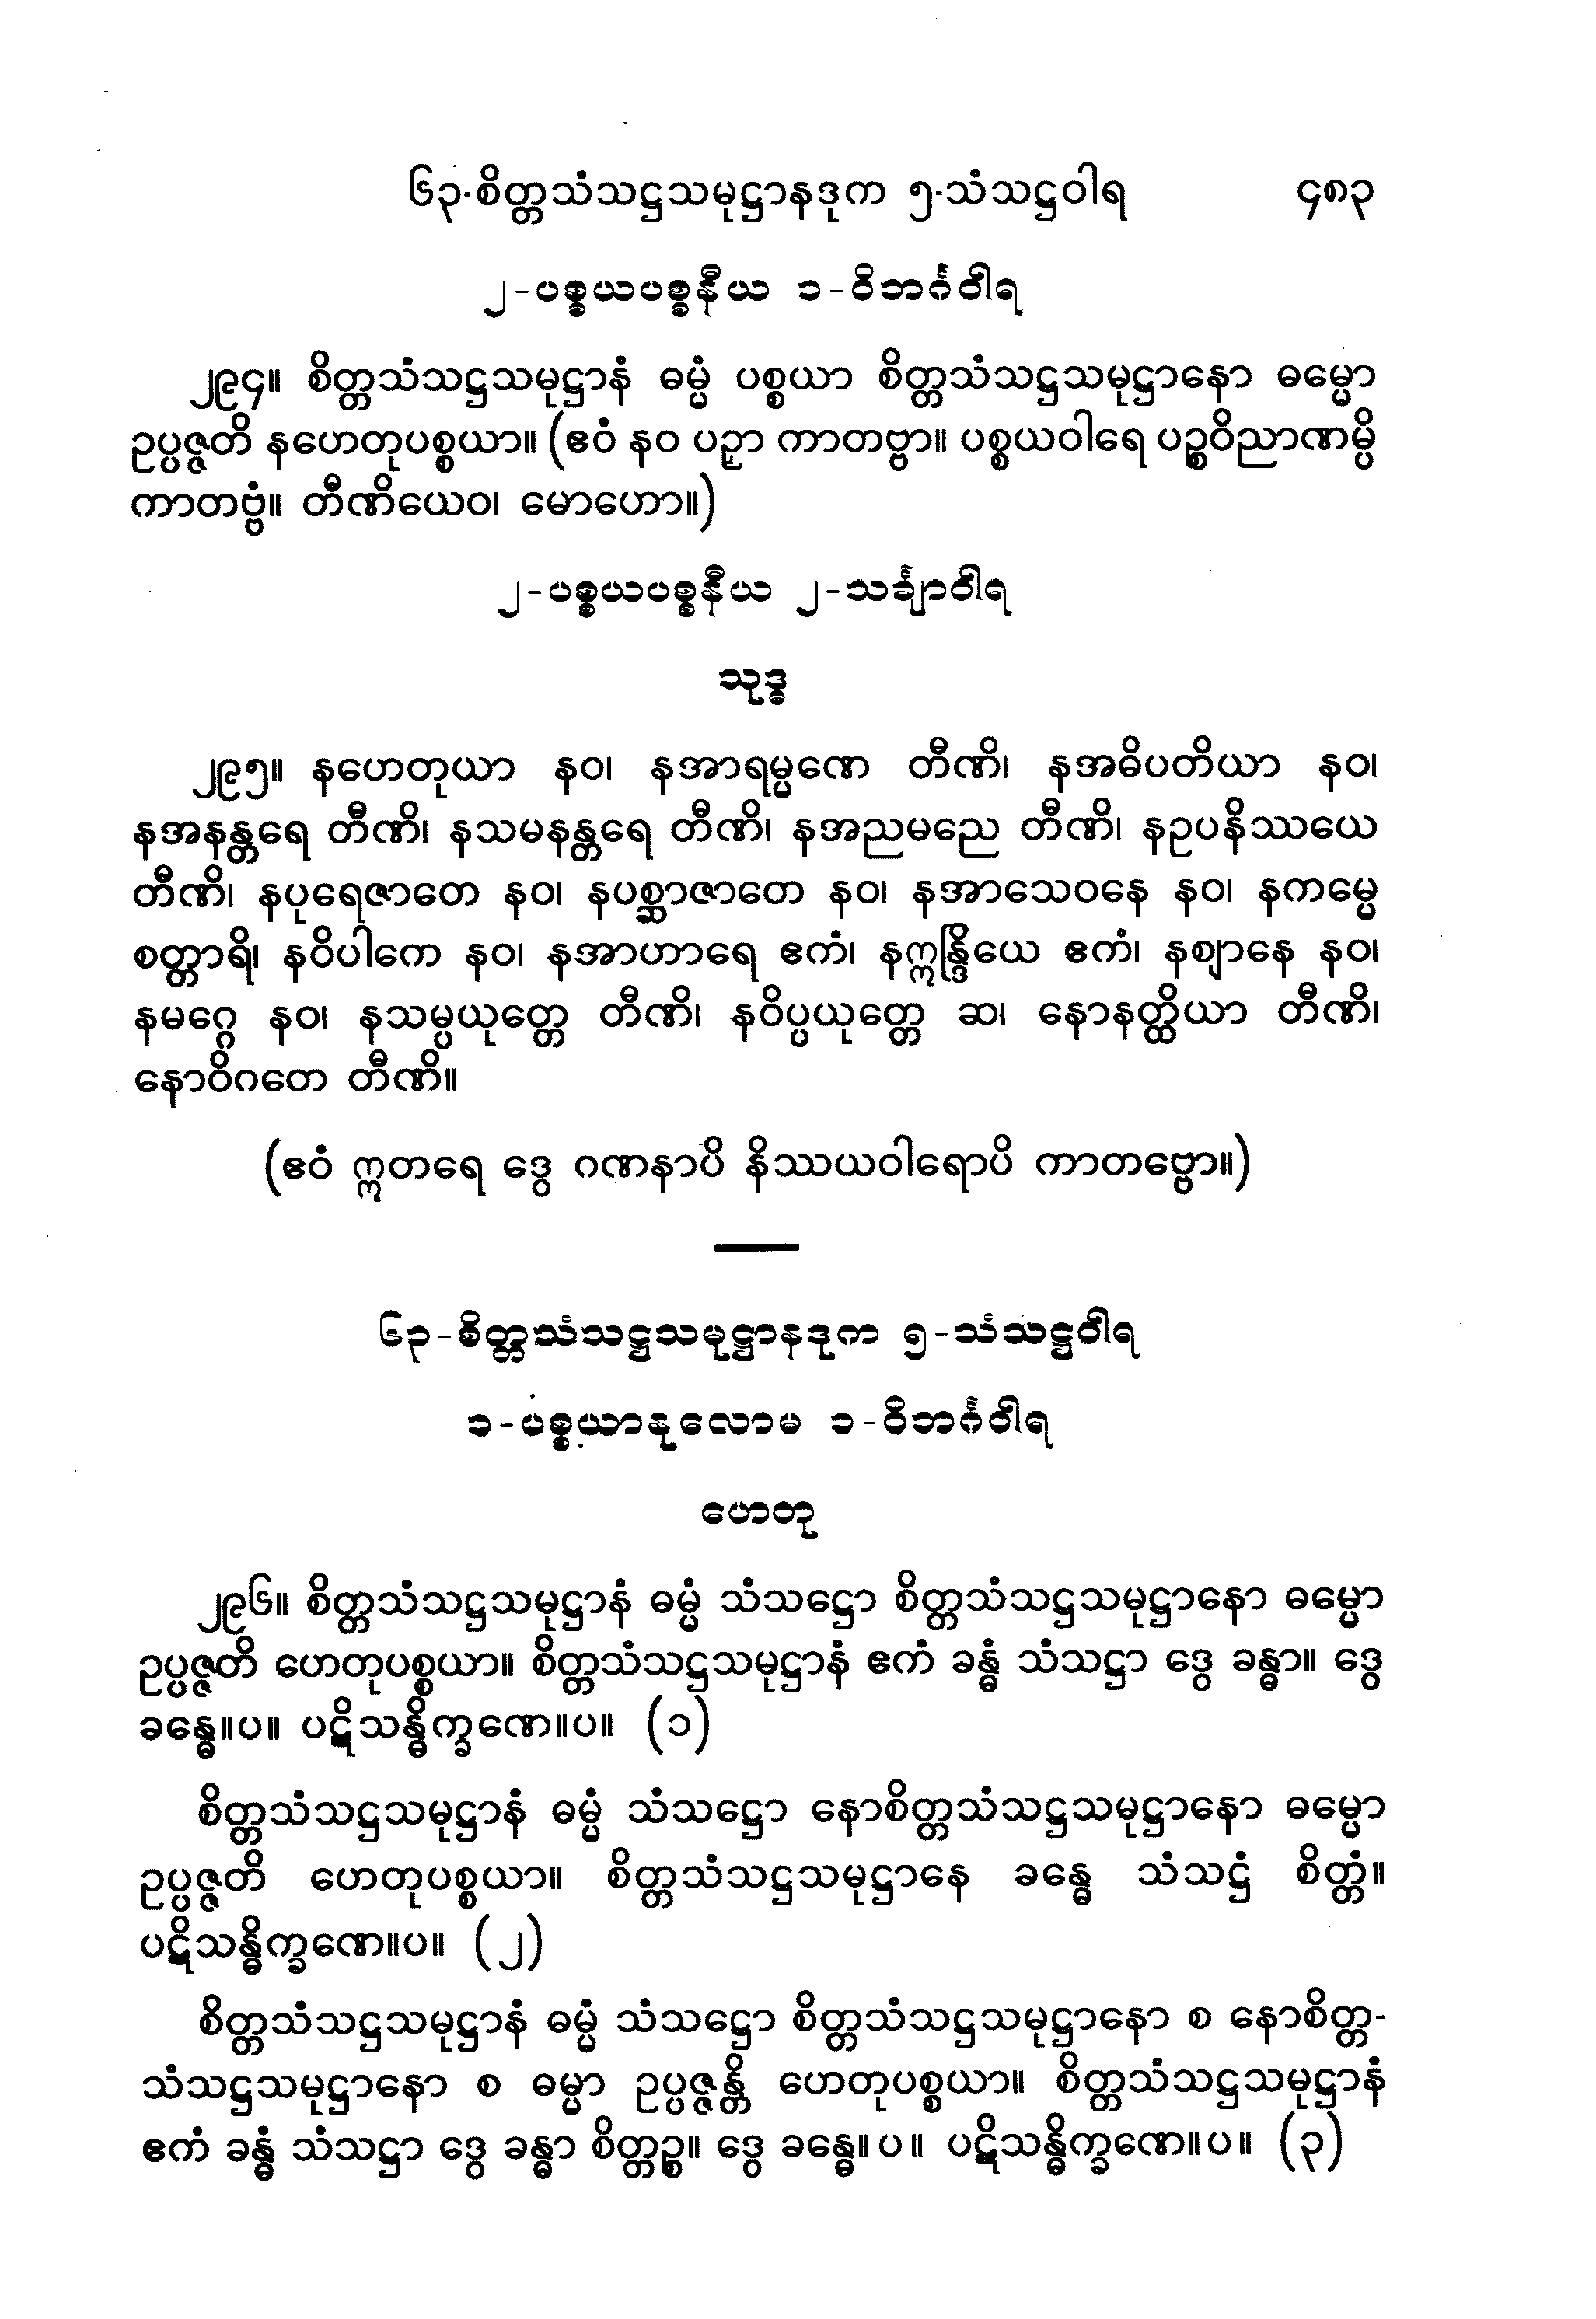 ၆၃-စိတ္တသံသဋ္ဌသမုဋ္ဌာနဒုက ၅-သံသဋ္ဌဝါရ ၄၈၃
၂-ပစ္စယပစ္စနီယ ၁-ဝိဘင်္ဂဝါရ
၂၉၄။ စိတ္တသံသဋ္ဌသမုဋ္ဌာနံ ဓမ္မံ ပစ္စယာ စိတ္တသံသဋ္ဌသမုဋ္ဌာနော ဓမ္မော
ဥပ္ပဇ္ဇတိ နဟေတုပစ္စယာ။ (ဧဝံ နဝ ပဉှာ ကာတဗ္ဗာ။ ပစ္စယဝါရေ ပဉ္စဝိညာဏမ္ပိ
ကာတဗ္ဗံ။ တီဏိယေဝ၊ မောဟော။)
၂-ပစ္စယပစ္စနီယ ၂-သင်္ချာဝါရ
သုဒ္ဓ
၂၉၅။ နဟေတုယာ နဝ၊ နအာရမ္မဏေ တီဏိ၊ နအဓိပတိယာ နဝ၊
နအနန္တရေ တီဏိ၊ နသမနန္တရေ တီဏိ၊ နအညမညေ တီဏိ၊ နဥပနိဿယေ
တီဏိ၊ နပုရေဇာတေ နဝ၊ နပစ္ဆာဇာတေ နဝ၊ နအာသေဝနေ နဝ၊ နကမ္မေ
စတ္တာရိ၊ နဝိပါကေ နဝ၊ နအာဟာရေ ဧကံ၊ နဣန္ဒြိယေ ဧကံ၊ နဈာနေ နဝ၊
နမဂ္ဂေ နဝ၊ နသမ္ပယုတ္တေ တီဏိ၊ နဝိပ္ပယုတ္တေ ဆ၊ နောနတ္ထိယာ တီဏိ၊
နောဝိဂတေ တီဏိ။
(ဧဝံ ဣတရေ ဒွေ ဂဏနာပိ နိဿယဝါရောပိ ကာတဗ္ဗော။)
၆၃-စိတ္တသံသဋ္ဌသမုဋ္ဌာနဒုက ၅-သံသဋ္ဌဝါရ
၁-ပစ္စယာနုလောမ ၁-ဝိဘင်္ဂဝါရ
ဟေတု
၂၉၆။ စိတ္တသံသဋ္ဌသမုဋ္ဌာနံ ဓမ္မံ သံသဋ္ဌော စိတ္တသံသဋ္ဌသမုဋ္ဌာနော ဓမ္မော
ဥပ္ပဇ္ဇတိ ဟေတုပစ္စယာ။ စိတ္တသံသဋ္ဌသမုဋ္ဌာနံ ဧကံ ခန္ဓံ သံသဋ္ဌာ ဒွေ ခန္ဓာ။ ဒွေ
ခန္ဓေ။ပ။ ပဋိသန္ဓိက္ခဏေ။ပ။ (၁)
စိတ္တသံသဋ္ဌသမုဋ္ဌာနံ ဓမ္မံ သံသဋ္ဌော နောစိတ္တသံသဋ္ဌသမုဋ္ဌာနော ဓမ္မော
ဥပ္ပဇ္ဇတိ ဟေတုပစ္စယာ။ စိတ္တသံသဋ္ဌသမုဋ္ဌာနေ ခန္ဓေ သံသဋ္ဌံ စိတ္တံ။
ပဋိသန္ဓိက္ခဏေ။ပ။ (၂)
စိတ္တသံသဋ္ဌသမုဋ္ဌာနံ ဓမ္မံ သံသဋ္ဌော စိတ္တသံသဋ္ဌသမုဋ္ဌာနော စ နောစိတ္တ-
သံသဋ္ဌသမုဋ္ဌာနော စ ဓမ္မာ ဥပ္ပဇ္ဇန္တိ ဟေတုပစ္စယာ။ စိတ္တသံသဋ္ဌသမုဋ္ဌာနံ
ဧကံ ခန္ဓံ သံသဋ္ဌာ ဒွေ ခန္ဓာ စိတ္တဉ္စ။ ဒွေ ခန္ဓေ။ပ။ ပဋိသန္ဓိက္ခဏေ။ပ။ (၃)